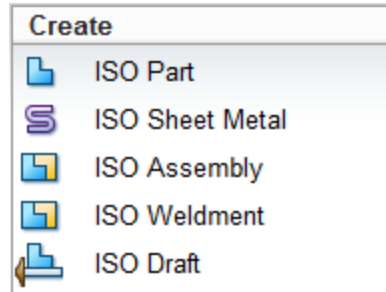 Create
ISO Part
ISO Sheet Metal
ISO Assembly
ISO Weldment
ISO Draft